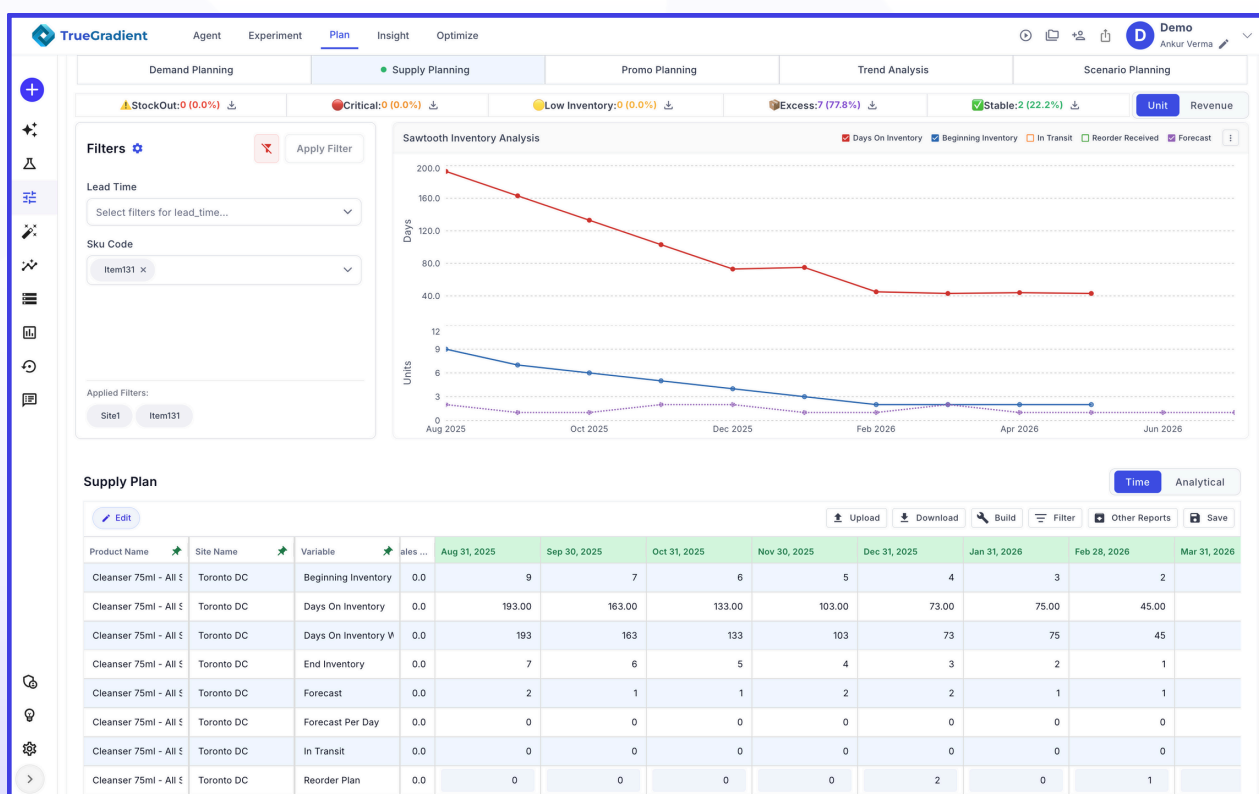 TrueGradient
Agent Experiment Plan Insight Optimize
D Demo
Ankur Verma
Demand Planning Supply Planning Promo Planning Trend Analysis Scenario Planning
StockOut:0 (0.0%) Critical:0 (0.0%) Low Inventory:0 (0.0%) Excess:7 (77.8%) Stable:2 (22.2%) Unit Revenue
Filters Apply Filter
Lead Time
Select filters for lead_time...
Sku Code
Item131 ×
Applied Filters:
Site1 Item131
Sawtooth Inventory Analysis Days On Inventory Beginning Inventory In Transit Reorder Received Forecast
200.0
160.0
120.0
80.0
40.0
Days
12
9
6
3
0
Units
Aug 2025 Oct 2025 Dec 2025 Feb 2026 Apr 2026 Jun 2026
Supply Plan Time Analytical
Edit Upload Download Build Filter Other Reports Save
Product Name Site Name Variable ales ... Aug 31, 2025 Sep 30, 2025 Oct 31, 2025 Nov 30, 2025 Dec 31, 2025 Jan 31, 2026 Feb 28, 2026 Mar 31, 2026
Cleanser 75ml - All S Toronto DC Beginning Inventory 0.0 9 7 6 5 4 3 2
Cleanser 75ml - All S Toronto DC Days On Inventory 0.0 193.00 163.00 133.00 103.00 73.00 75.00 45.00
Cleanser 75ml - All S Toronto DC Days On Inventory W 0.0 193 163 133 103 73 75 45
Cleanser 75ml - All S Toronto DC End Inventory 0.0 7 6 5 4 3 2 1
Cleanser 75ml - All S Toronto DC Forecast 0.0 2 1 1 2 2 1 1
Cleanser 75ml - All S Toronto DC Forecast Per Day 0.0 0 0 0 0 0 0 0
Cleanser 75ml - All S Toronto DC In Transit 0.0 0 0 0 0 0 0 0
Cleanser 75ml - All S Toronto DC Reorder Plan 0.0 0 0 0 0 2 0 1